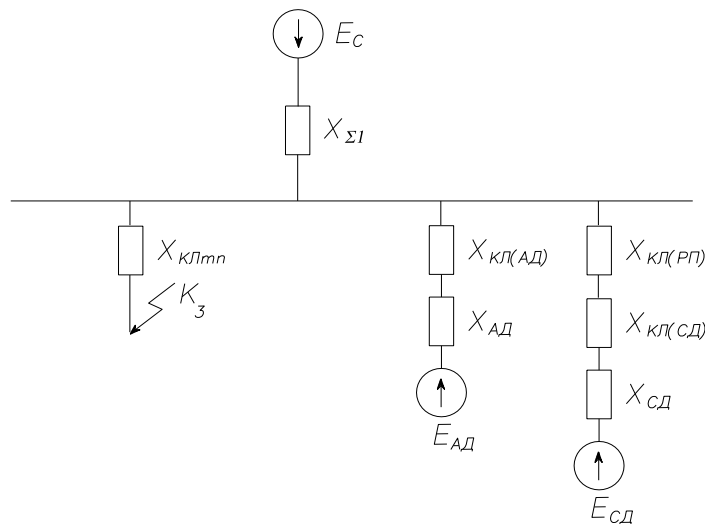 E_C
X_Σ1
X_КЛтп
K_3
X_КЛ(АД)
X_АД
E_АД
X_КЛ(РП)
X_КЛ(СД)
X_СД
E_СД